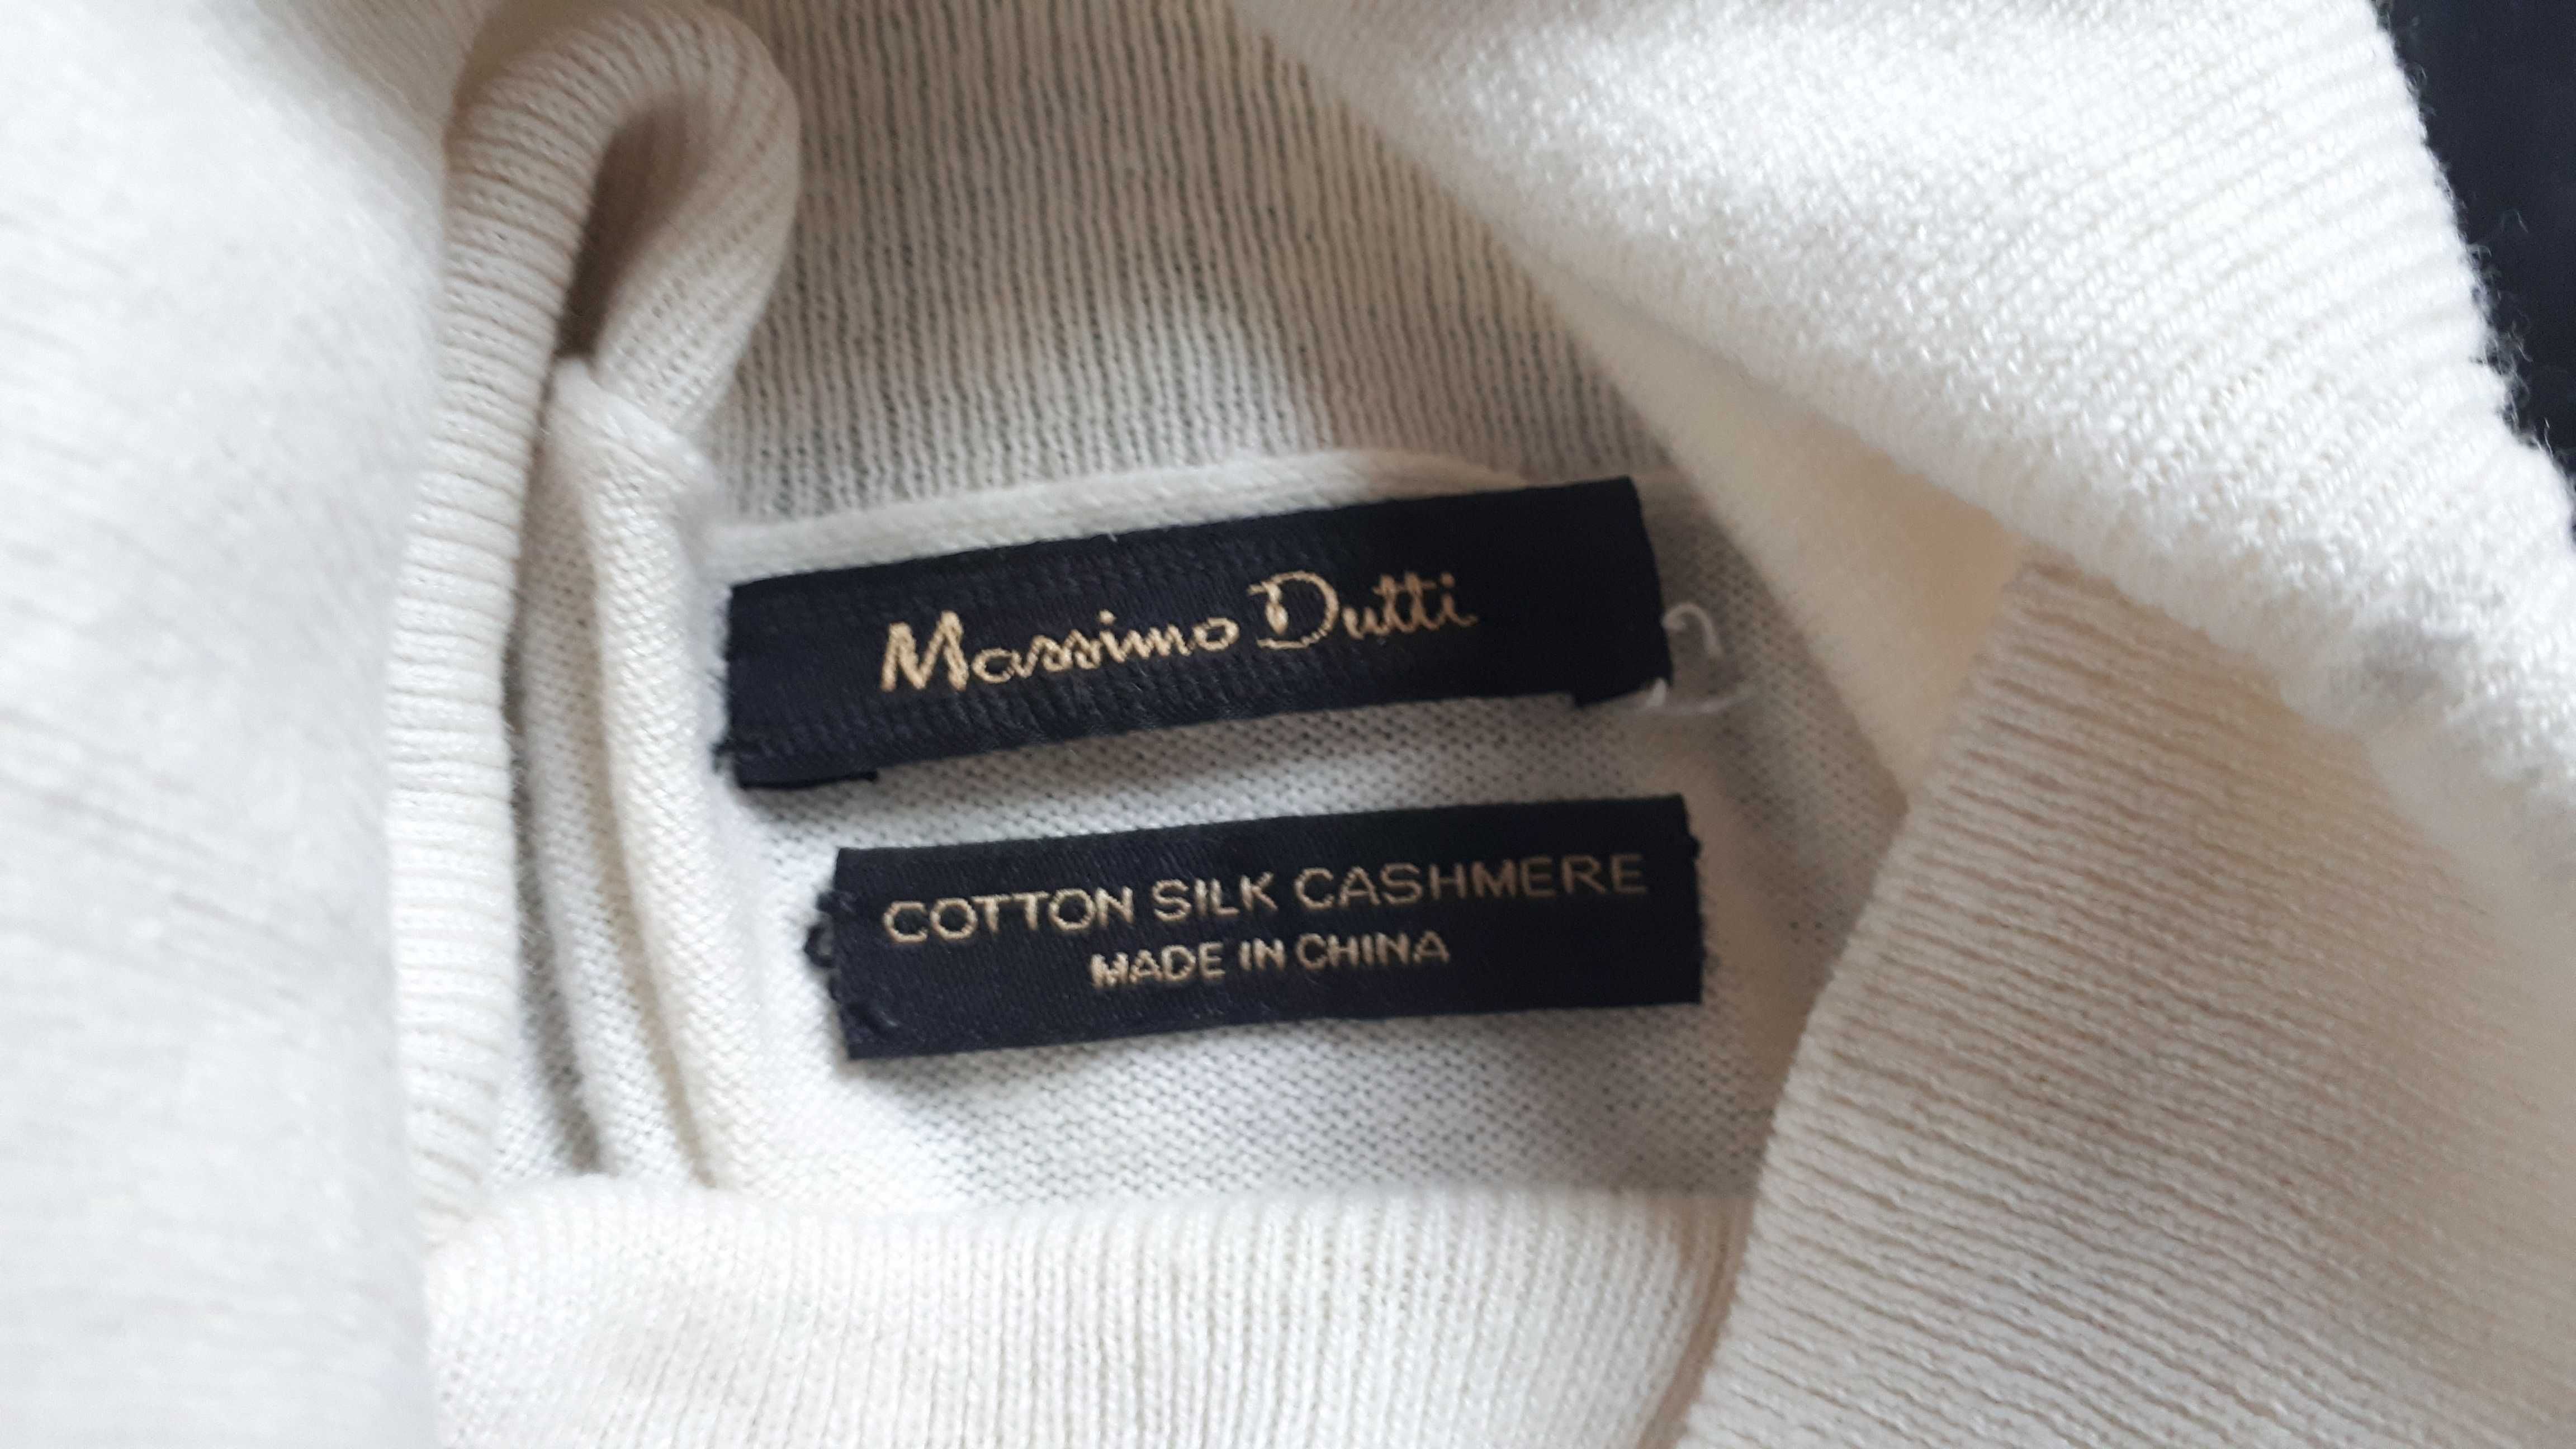 Massimo Dutti
COTTON SILK CASHMERE
MADE IN CHINA